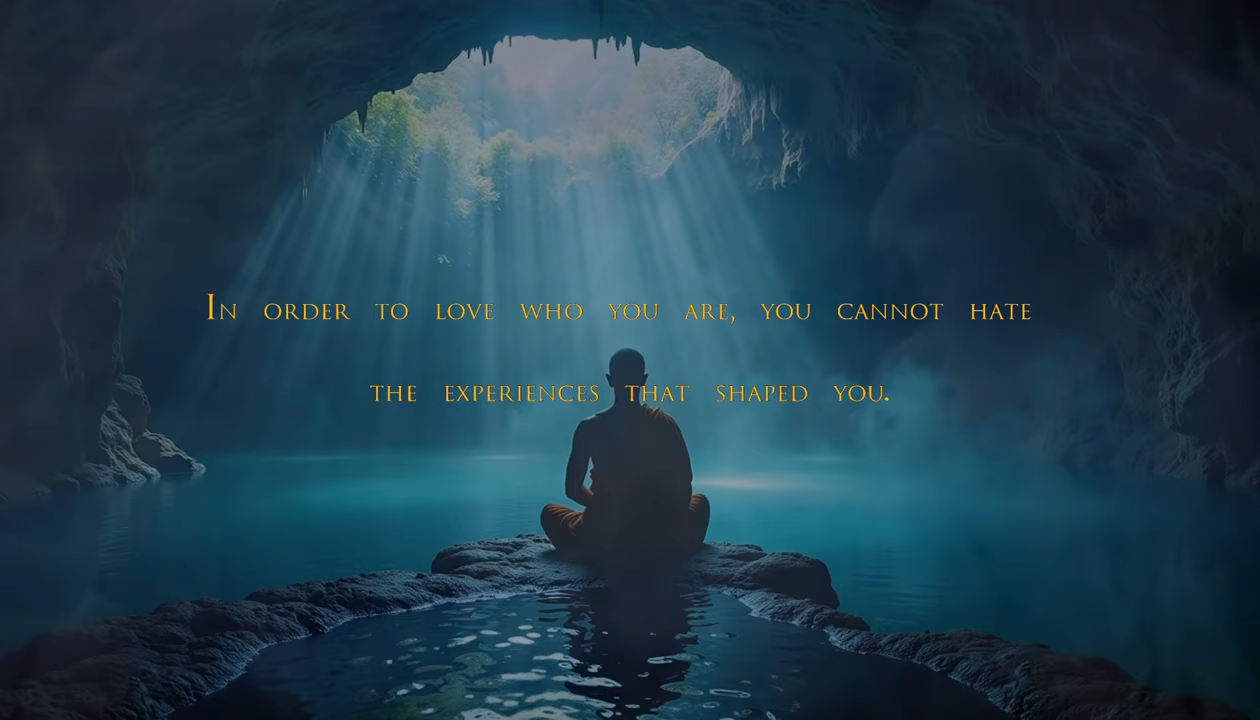 In order to love who you are, you cannot hate
the experiences that shaped you.